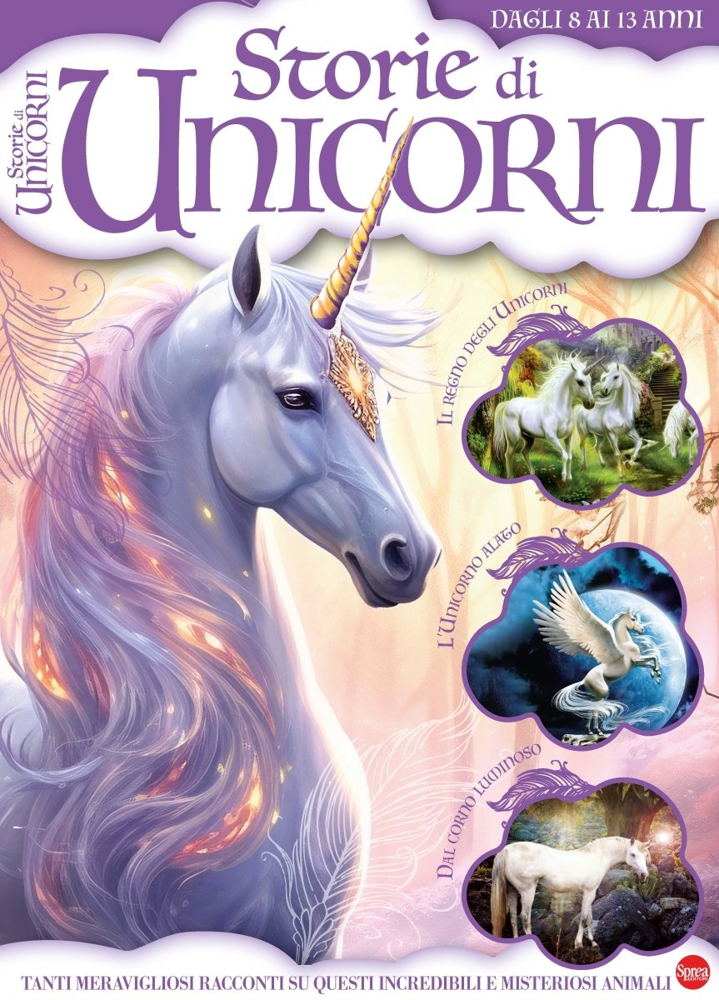 DAGLI 8 AI 13 ANNI
Storie di
UNICORNI
Storie di
UNICORNI
IL REGNO DEGLI UNICORNI
L'UNICORNO ALATO
DAL CORNO LUMINOSO
TANTI MERAVIGLIOSI RACCONTI SU QUESTI INCREDIBILI E MISTERIOSI ANIMALI
Sprea
EDITORI